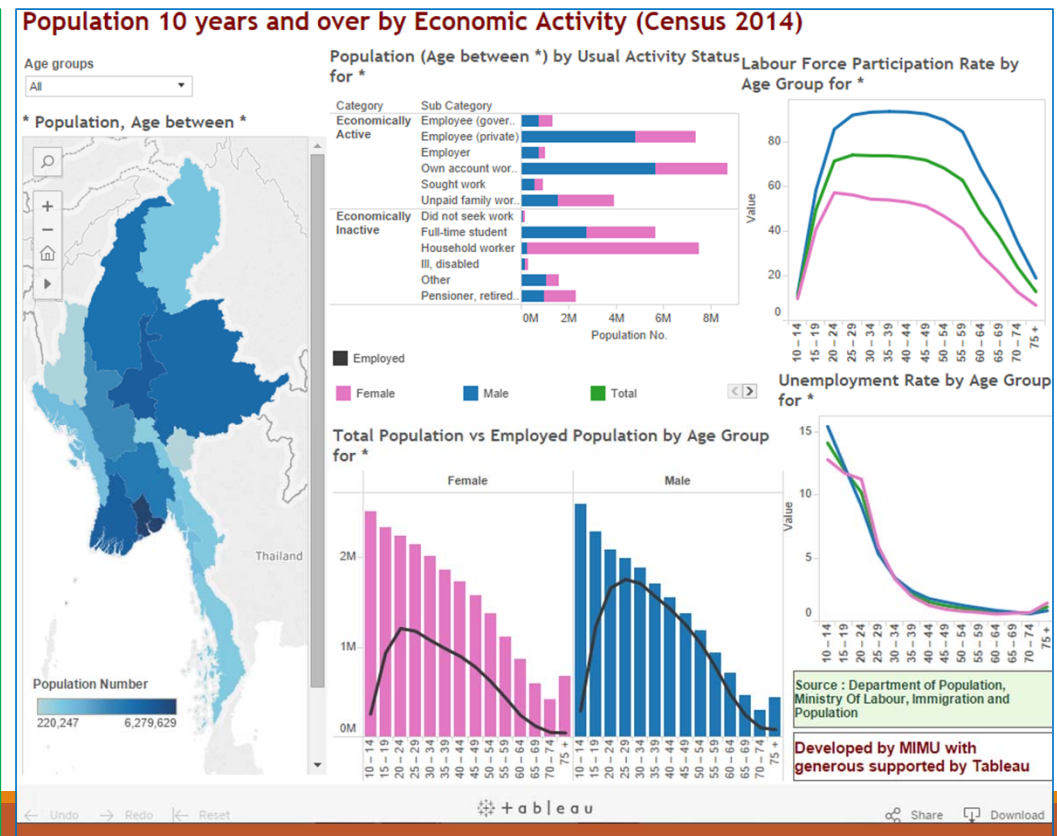 Population 10 years and over by Economic Activity (Census 2014)
Age groups
All
* Population, Age between *
Thailand
Population Number
220,247 6,279,629
Population (Age between *) by Usual Activity Status
for *
Category Sub Category
Economically Active
Employee (gover..
Employee (private)
Employer
Own account wor..
Sought work
Unpaid family wor..
Economically Inactive
Did not seek work
Full-time student
Household worker
Ill, disabled
Other
Pensioner, retired..
0M 2M 4M 6M 8M
Population No.
Employed
Female Male Total
Total Population vs Employed Population by Age Group
for *
Female Male
2M
1M
0M
10 – 14 15 – 19 20 – 24 25 – 29 30 – 34 35 – 39 40 – 44 45 – 49 50 – 54 55 – 59 60 – 64 65 – 69 70 – 74 75 +
10 – 14 15 – 19 20 – 24 25 – 29 30 – 34 35 – 39 40 – 44 45 – 49 50 – 54 55 – 59 60 – 64 65 – 69 70 – 74 75 +
Labour Force Participation Rate by
Age Group for *
Value
80
60
40
20
0
10 – 14 15 – 19 20 – 24 25 – 29 30 – 34 35 – 39 40 – 44 45 – 49 50 – 54 55 – 59 60 – 64 65 – 69 70 – 74 75 +
Unemployment Rate by Age Group
for *
Value
15
10
5
0
10 – 14 15 – 19 20 – 24 25 – 29 30 – 34 35 – 39 40 – 44 45 – 49 50 – 54 55 – 59 60 – 64 65 – 69 70 – 74 75 +
Source : Department of Population,
Ministry Of Labour, Immigration and
Population
Developed by MIMU with
generous supported by Tableau
Undo Redo Reset
+ a b l e a u
Share Download